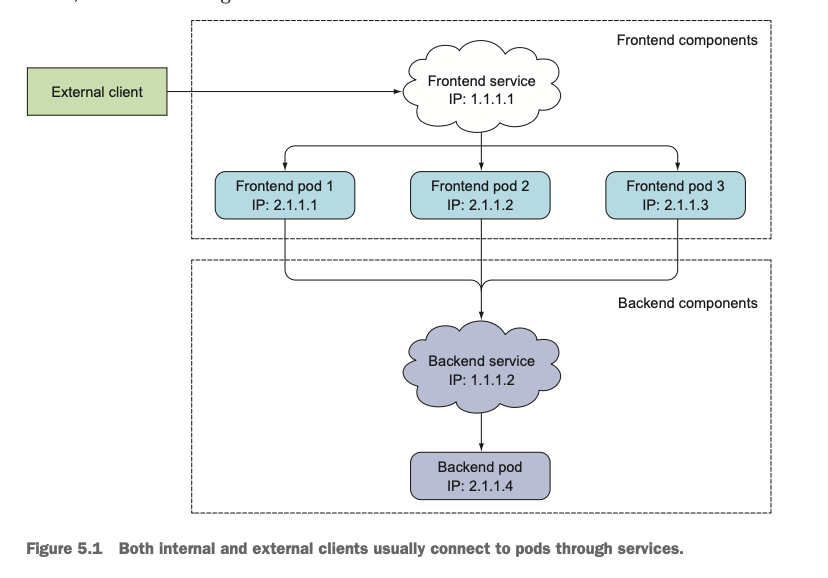 Frontend components
Frontend service
IP: 1.1.1.1
External client
Frontend pod 1
IP: 2.1.1.1
Frontend pod 2
IP: 2.1.1.2
Frontend pod 3
IP: 2.1.1.3
Backend components
Backend service
IP: 1.1.1.2
Backend pod
IP: 2.1.1.4
Figure 5.1 Both internal and external clients usually connect to pods through services.